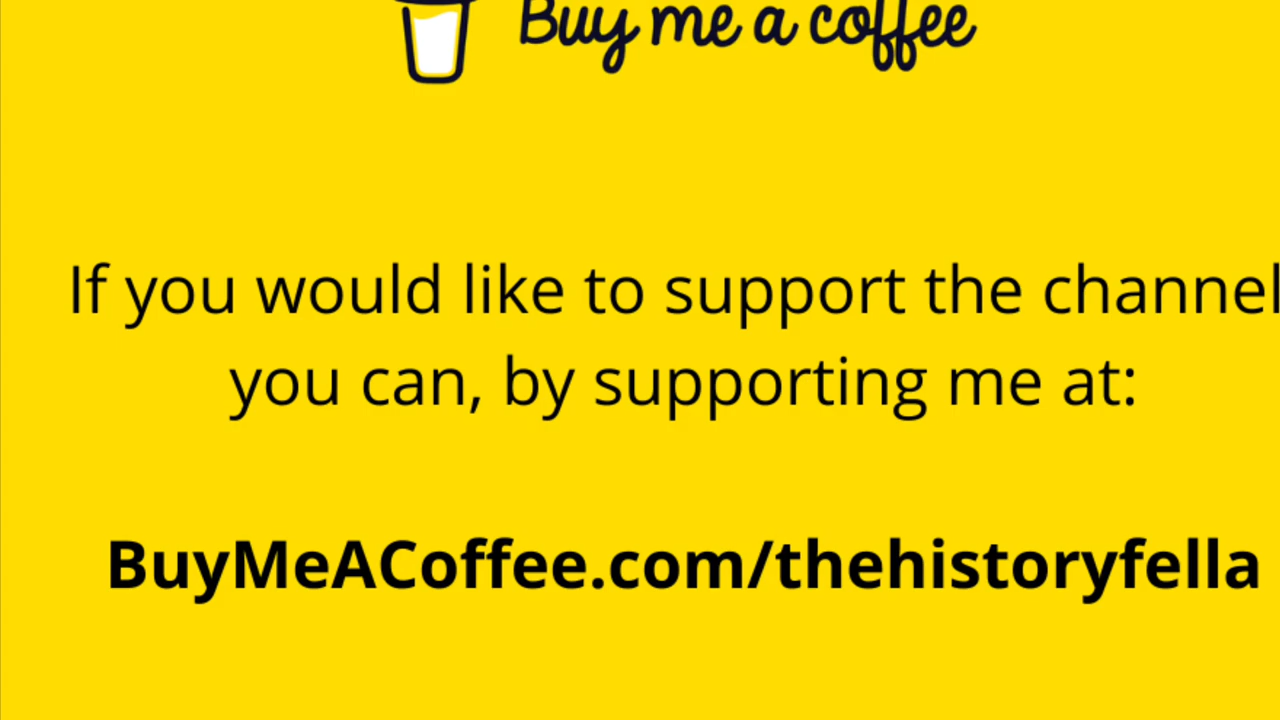 Buy me a coffee
If you would like to support the channel
you can, by supporting me at:
BuyMeACoffee.com/thehistoryfella